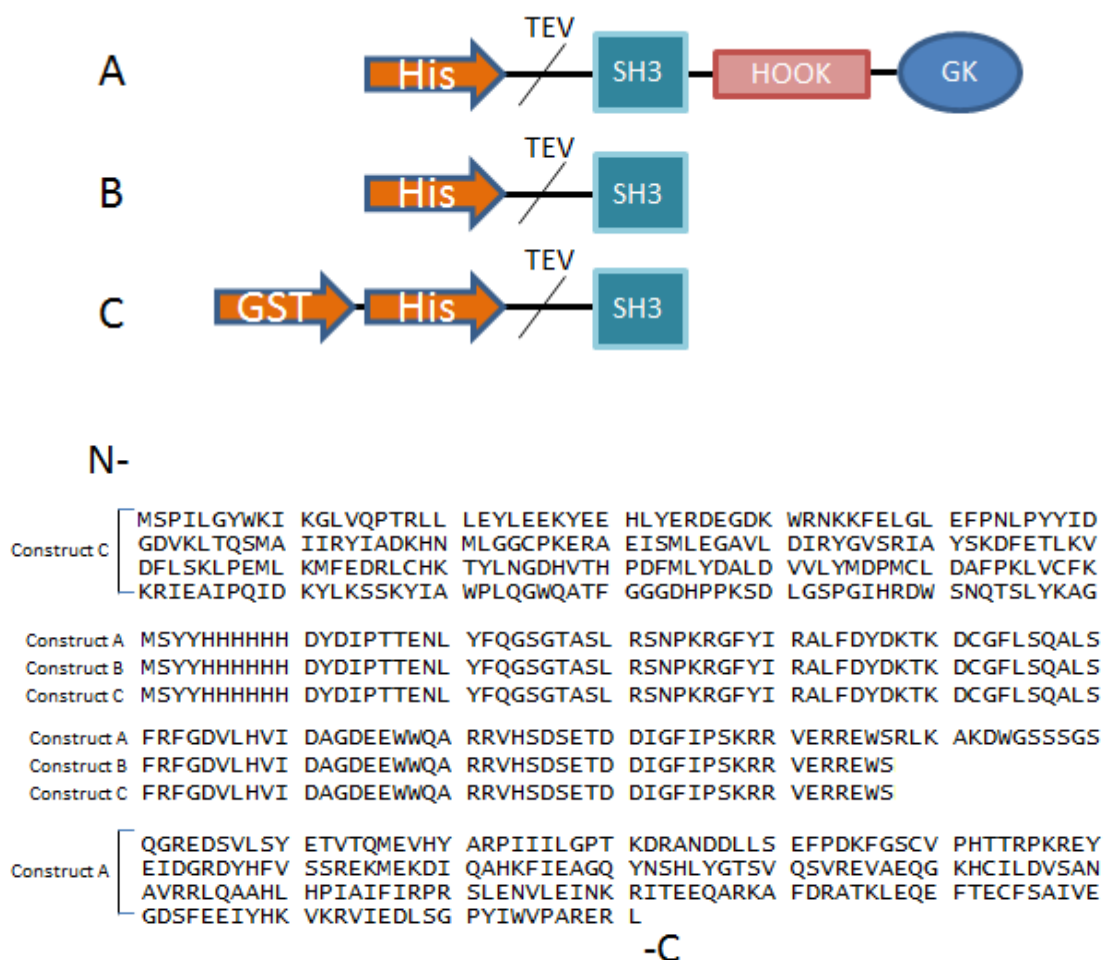 TEV
A His SH3 HOOK GK
TEV
B His SH3
TEV
C GST His SH3
N-
MSPILGYWKI KGLVQPTRLL LEYLEEKYEE HLYERDEGDK WRNKKFELGL EFPNLPYYID
Construct C
GDVKLTQSMA IIRYIADKHN MLGGCPKERA EISMLEGAVL DIRYGVSRIA YSKDFETLKV
DFLSKLPEML KMFEDRLCHK TYLNGDHVTH PDFMLYDALD VVLYMDPMCL DAFPKLVCFK
KRIEAIPQID KYLKSSKYIA WPLQGWQATF GGGDHPPKSD LGSPGIHRDW SNQTSLYKAG
Construct A MSYYHHHHHH DYDIPTTENL YFQGSGTASL RSNPKRGFYI RALFDYDKTK DCGFLSQALS
Construct B MSYYHHHHHH DYDIPTTENL YFQGSGTASL RSNPKRGFYI RALFDYDKTK DCGFLSQALS
Construct C MSYYHHHHHH DYDIPTTENL YFQGSGTASL RSNPKRGFYI RALFDYDKTK DCGFLSQALS
Construct A FRFGDVLHVI DAGDEEWWQA RRVHSDSETD DIGFIPSKRR VERREWSRLK AKDWGSSSGS
Construct B FRFGDVLHVI DAGDEEWWQA RRVHSDSETD DIGFIPSKRR VERREWS
Construct C FRFGDVLHVI DAGDEEWWQA RRVHSDSETD DIGFIPSKRR VERREWS
QGREDSVLSY ETVTQMEVHY ARPIIILGPT KDRANDDLLS EFPDKFGSCV PHTTRPKREY
Construct A EIDGRDYHFV SSREKMEKDI QAHKFIEAGQ YNSHLYGTSV QSVREVAEQG KHCILDVSAN
AVRRLQAAHL HPIAIFIRPR SLENVLEINK RITEEQARKA FDRATKLEQE FTECFSAIVE
GDSFEEIYHK VKRVIEDLSG PYIWVPARER L
-C